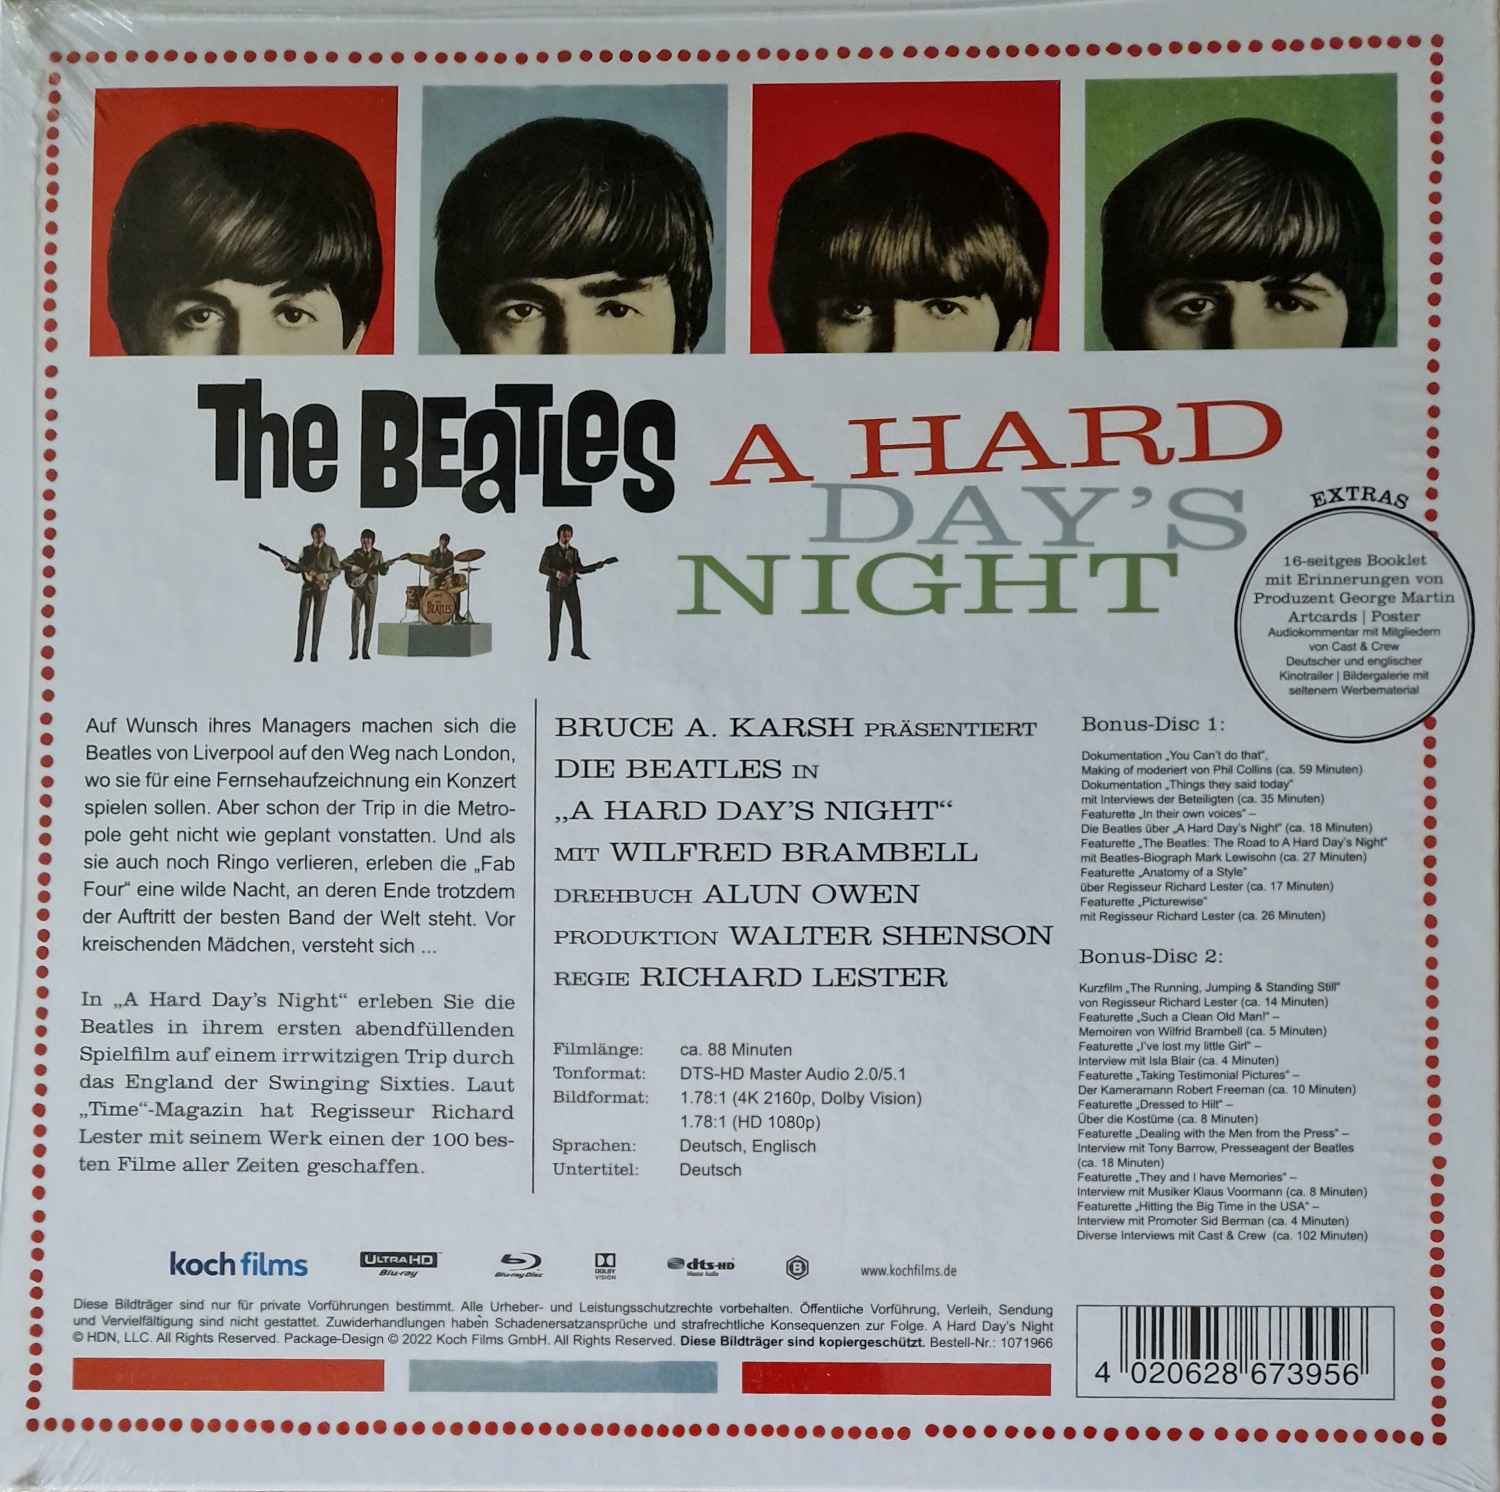 The BEATLES
A HARD
DAY'S
NIGHT
THE
BEATLES
EXTRAS
16-seitges Booklet
mit Erinnerungen von
Produzent George Martin
Artcards | Poster
Audiokommentar mit Mitgliedern
von Cast & Crew
Deutscher und englischer
Kinotrailer | Bildergalerie mit
seltenem Werbematerial
Auf Wunsch ihres Managers machen sich die
Beatles von Liverpool auf den Weg nach London,
wo sie für eine Fernsehaufzeichnung ein Konzert
spielen sollen. Aber schon der Trip in die Metro-
pole geht nicht wie geplant vonstatten. Und als
sie auch noch Ringo verlieren, erleben die „Fab
Four“ eine wilde Nacht, an deren Ende trotzdem
der Auftritt der besten Band der Welt steht. Vor
kreischenden Mädchen, versteht sich ...
In „A Hard Day's Night“ erleben Sie die
Beatles in ihrem ersten abendfüllenden
Spielfilm auf einem irrwitzigen Trip durch
das England der Swinging Sixties. Laut
„Time“-Magazin hat Regisseur Richard
Lester mit seinem Werk einen der 100 bes-
ten Filme aller Zeiten geschaffen.
BRUCE A. KARSH PRÄSENTIERT
DIE BEATLES IN
„A HARD DAY'S NIGHT“
MIT WILFRED BRAMBELL
DREHBUCH ALUN OWEN
PRODUKTION WALTER SHENSON
REGIE RICHARD LESTER
Filmlänge: ca. 88 Minuten
Tonformat: DTS-HD Master Audio 2.0/5.1
Bildformat: 1.78:1 (4K 2160p, Dolby Vision)
1.78:1 (HD 1080p)
Sprachen: Deutsch, Englisch
Untertitel: Deutsch
Bonus-Disc 1:
Dokumentation „You Can't do that“,
Making of moderiert von Phil Collins (ca. 59 Minuten)
Dokumentation „Things they said today“
mit Interviews der Beteiligten (ca. 35 Minuten)
Featurette „In their own voices“ –
Die Beatles über „A Hard Day's Night“ (ca. 18 Minuten)
Featurette „The Beatles: The Road to A Hard Day's Night“
mit Beatles-Biograph Mark Lewisohn (ca. 27 Minuten)
Featurette „Anatomy of a Style“
über Regisseur Richard Lester (ca. 17 Minuten)
Featurette „Picturewise“
mit Regisseur Richard Lester (ca. 26 Minuten)
Bonus-Disc 2:
Kurzfilm „The Running, Jumping & Standing Still“
von Regisseur Richard Lester (ca. 14 Minuten)
Featurette „Such a Clean Old Man!“ –
Memoiren von Wilfrid Brambell (ca. 5 Minuten)
Featurette „I've lost my little Girl“ –
Interview mit Isla Blair (ca. 4 Minuten)
Featurette „Taking Testimonial Pictures“ –
Der Kameramann Robert Freeman (ca. 10 Minuten)
Featurette „Dressed to Hilt“ –
Über die Kostüme (ca. 8 Minuten)
Featurette „Dealing with the Men from the Press“ –
Interview mit Tony Barrow, Presseagent der Beatles
(ca. 18 Minuten)
Featurette „They and I have Memories“ –
Interview mit Musiker Klaus Voormann (ca. 8 Minuten)
Featurette „Hitting the Big Time in the USA“ –
Interview mit Promoter Sid Berman (ca. 4 Minuten)
Diverse Interviews mit Cast & Crew (ca. 102 Minuten)
koch films
ULTRA HD
Blu-ray
Blu-ray Disc
DOLBY
VISION
dts-HD
Master Audio
B
www.kochfilms.de
Diese Bildträger sind nur für private Vorführungen bestimmt. Alle Urheber- und Leistungsschutzrechte vorbehalten. Öffentliche Vorführung, Verleih, Sendung
und Vervielfältigung sind nicht gestattet. Zuwiderhandlungen haben Schadenersatzansprüche und strafrechtliche Konsequenzen zur Folge. A Hard Day's Night
© HDN, LLC. All Rights Reserved. Package-Design © 2022 Koch Films GmbH. All Rights Reserved. Diese Bildträger sind kopiergeschützt. Bestell-Nr.: 1071966
4 020628 673956